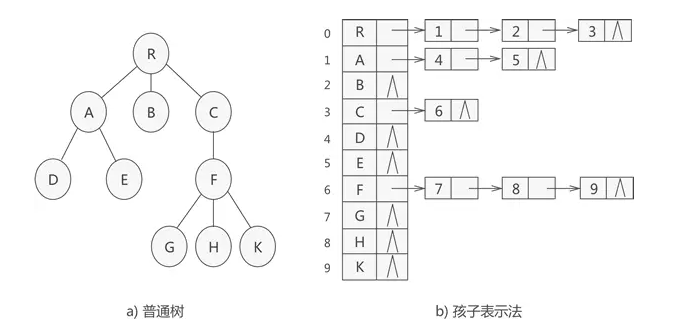 R
A
B
C
D
E
F
G
H
K
a) 普通树
0 R 1 2 3 ∧
1 A 4 5 ∧
2 B ∧
3 C 6 ∧
4 D ∧
5 E ∧
6 F 7 8 9 ∧
7 G ∧
8 H ∧
9 K ∧
b) 孩子表示法